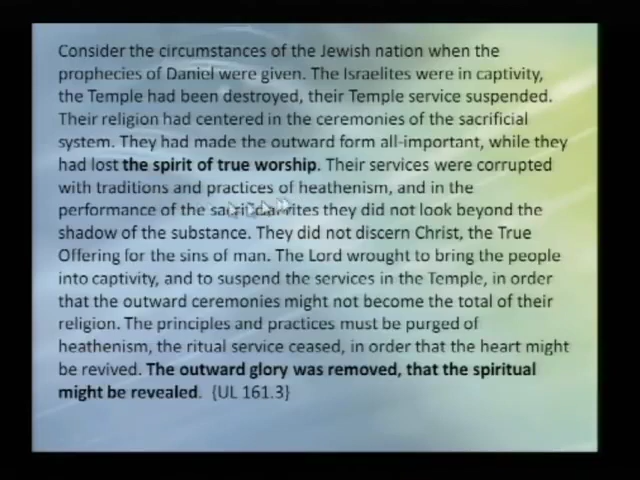 Consider the circumstances of the Jewish nation when the
prophecies of Daniel were given. The Israelites were in captivity,
the Temple had been destroyed, their Temple service suspended.
Their religion had centered in the ceremonies of the sacrificial
system. They had made the outward form all-important, while they
had lost the spirit of true worship. Their services were corrupted
with traditions and practices of heathenism, and in the
performance of the sacrificial rites they did not look beyond the
shadow of the substance. They did not discern Christ, the True
Offering for the sins of man. The Lord wrought to bring the people
into captivity, and to suspend the services in the Temple, in order
that the outward ceremonies might not become the total of their
religion. The principles and practices must be purged of
heathenism, the ritual service ceased, in order that the heart might
be revived. The outward glory was removed, that the spiritual
might be revealed. {UL 161.3}